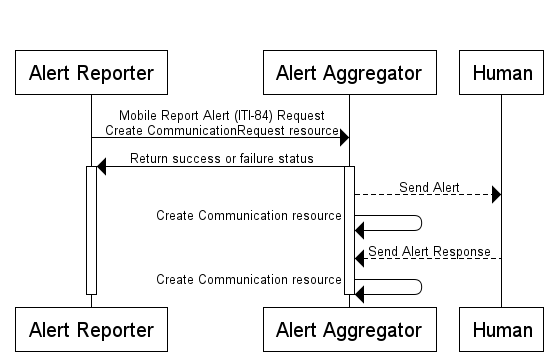 Alert Reporter
Alert Aggregator
Human
Mobile Report Alert (ITI-84) Request
Create CommunicationRequest resource
Return success or failure status
Send Alert
Create Communication resource
Send Alert Response
Create Communication resource
Alert Reporter
Alert Aggregator
Human